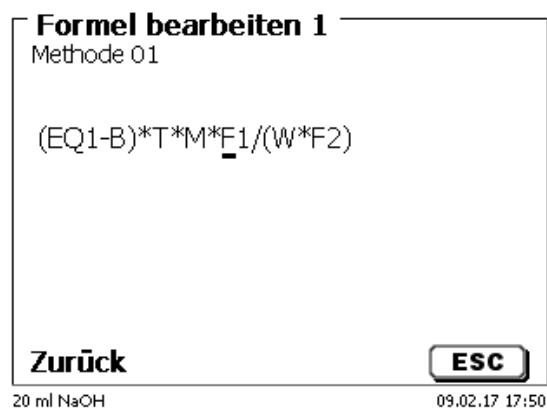 Formel bearbeiten 1
Methode 01
(EQ1-B)*T*M*F1/(W*F2)
Zurück
ESC
20 ml NaOH
09.02.17 17:50